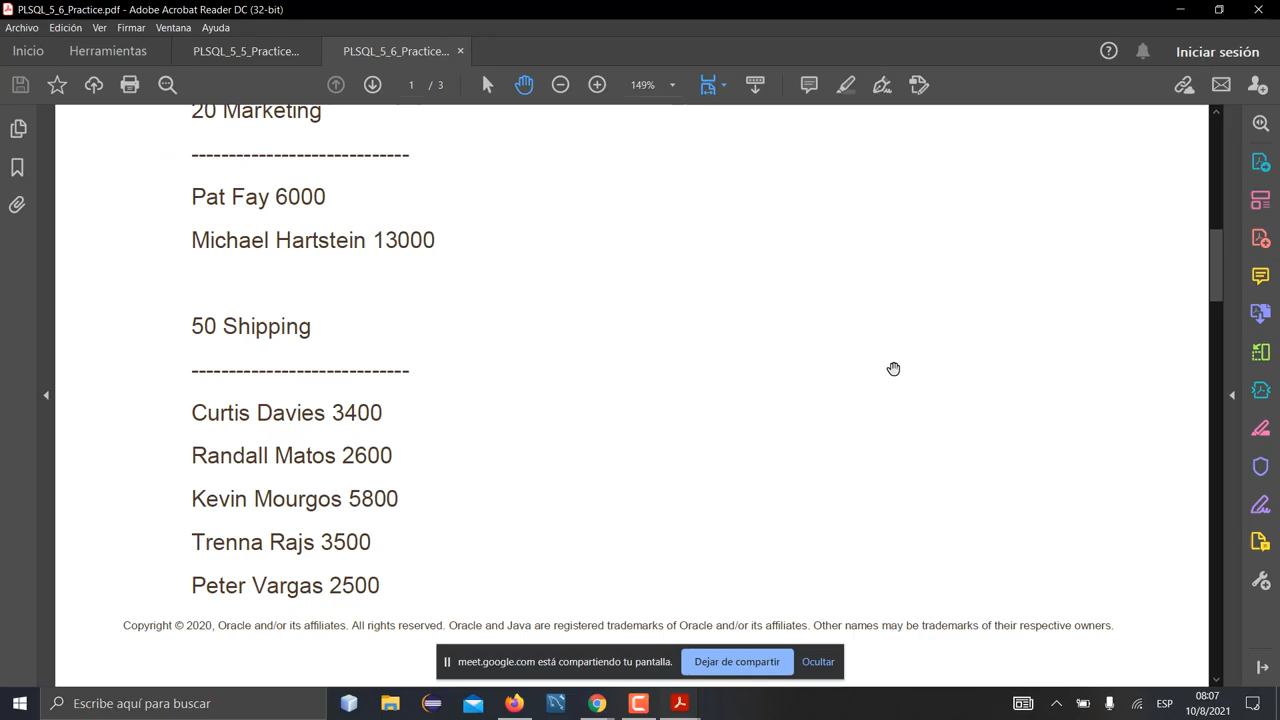 PLSQL_5_6_Practice.pdf - Adobe Acrobat Reader DC (32-bit)
Archivo Edición Ver Firmar Ventana Ayuda
Inicio Herramientas PLSQL_5_5_Practice... PLSQL_5_6_Practice... × Iniciar sesión
1 / 3 149%
20 Marketing
-----------------------------
Pat Fay 6000
Michael Hartstein 13000
50 Shipping
-----------------------------
Curtis Davies 3400
Randall Matos 2600
Kevin Mourgos 5800
Trenna Rajs 3500
Peter Vargas 2500
Copyright © 2020, Oracle and/or its affiliates. All rights reserved. Oracle and Java are registered trademarks of Oracle and/or its affiliates. Other names may be trademarks of their respective owners.
meet.google.com está compartiendo tu pantalla. Dejar de compartir Ocultar
Escribe aquí para buscar ESP 08:07
10/8/2021